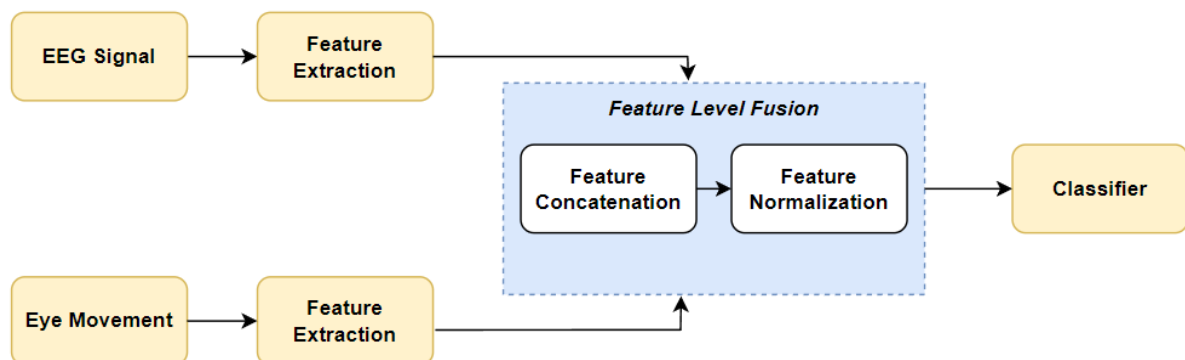 EEG Signal
Feature
Extraction
Feature Level Fusion
Feature
Concatenation
Feature
Normalization
Classifier
Eye Movement
Feature
Extraction